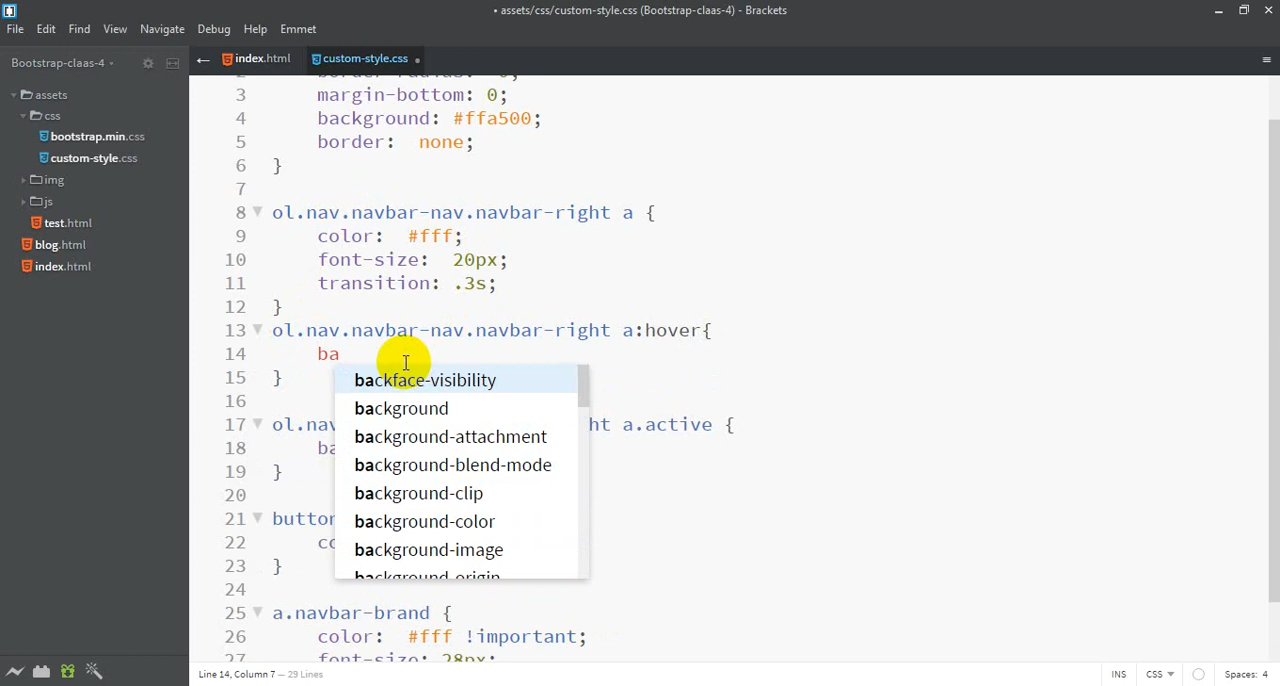 • assets/css/custom-style.css (Bootstrap-claas-4) - Brackets
File Edit Find View Navigate Debug Help Emmet
Bootstrap-claas-4
index.html
custom-style.css
assets
css
bootstrap.min.css
custom-style.css
img
js
test.html
blog.html
index.html
3 margin-bottom: 0;
4 background: #ffa500;
5 border: none;
6 }
7
8 ol.nav.navbar-nav.navbar-right a {
9 color: #fff;
10 font-size: 20px;
11 transition: .3s;
12 }
13 ol.nav.navbar-nav.navbar-right a:hover{
14 ba
15 }
16
17 ol.nav ht a.active {
18 ba
19 }
20
21 button
22 co
23 }
24
25 a.navbar-brand {
26 color: #fff !important;
27 font-size: 28px;
backface-visibility
background
background-attachment
background-blend-mode
background-clip
background-color
background-image
background-origin
Line 14, Column 7 — 29 Lines
INS CSS Spaces: 4